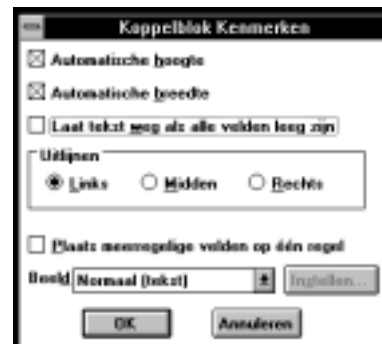 Koppelblok Kenmerken
Automatische hoogte
Automatische breedte
Laat tekst weg als alle velden leeg zijn
Uitlijnen
Links Midden Rechts
Plaats meerregelige velden op één regel
Beeld Normaal (tekst) Instellen...
OK Annuleren